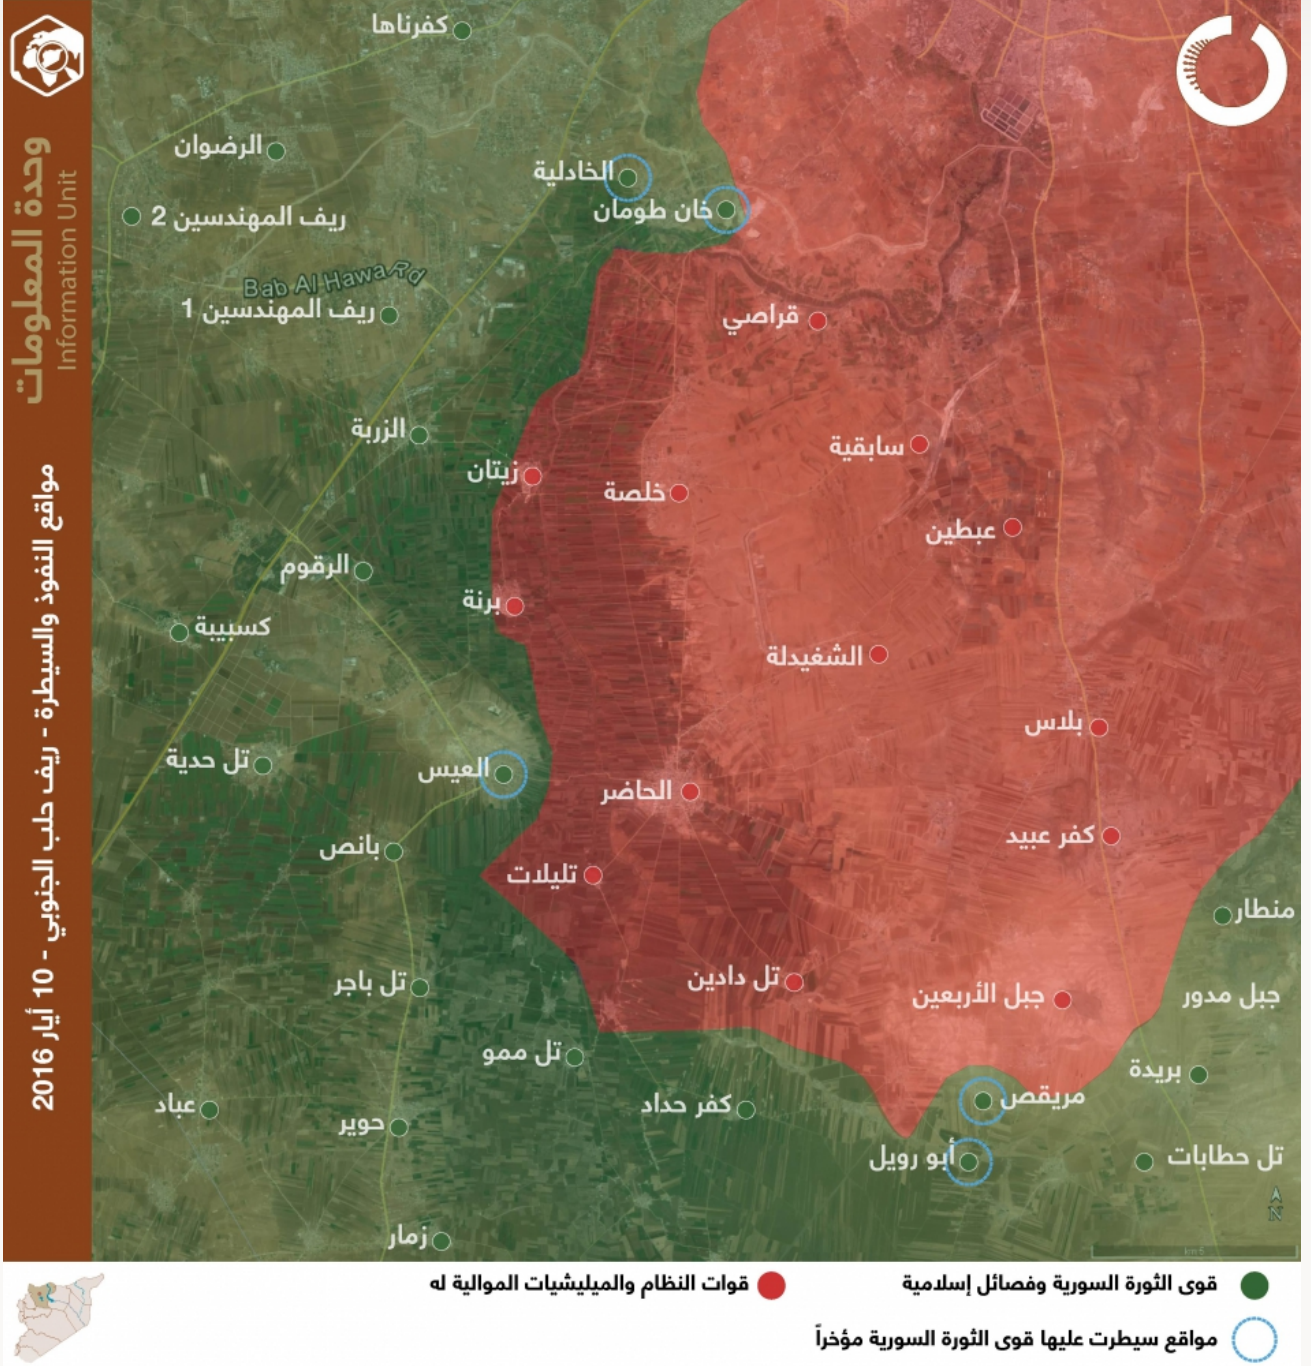 وحدة المعلومات
Information Unit
مواقع النفوذ والسيطرة - ريف حلب الجنوبي - 10 أيار 2016
كفرناها
الرضوان
الخادلية
خان طومان
ريف المهندسين 2
Bab Al Hawa Rd
ريف المهندسين 1
قراصي
الزربة
سابقية
زيتان
خلصة
عبطين
الرقوم
برنة
كسبيبة
الشغيدلة
بلاس
تل حدية
العيس
الحاضر
كفر عبيد
بانص
تليلات
منطار
تل باجر
تل دادين
جبل الأربعين
جبل مدور
تل ممو
بريدة
عباد
كفر حداد
مريقص
حوير
أبو رويل
تل حطابات
N
زمار
km 5
قوى الثورة السورية وفصائل إسلامية
قوات النظام والميليشيات الموالية له
مواقع سيطرت عليها قوى الثورة السورية مؤخراً